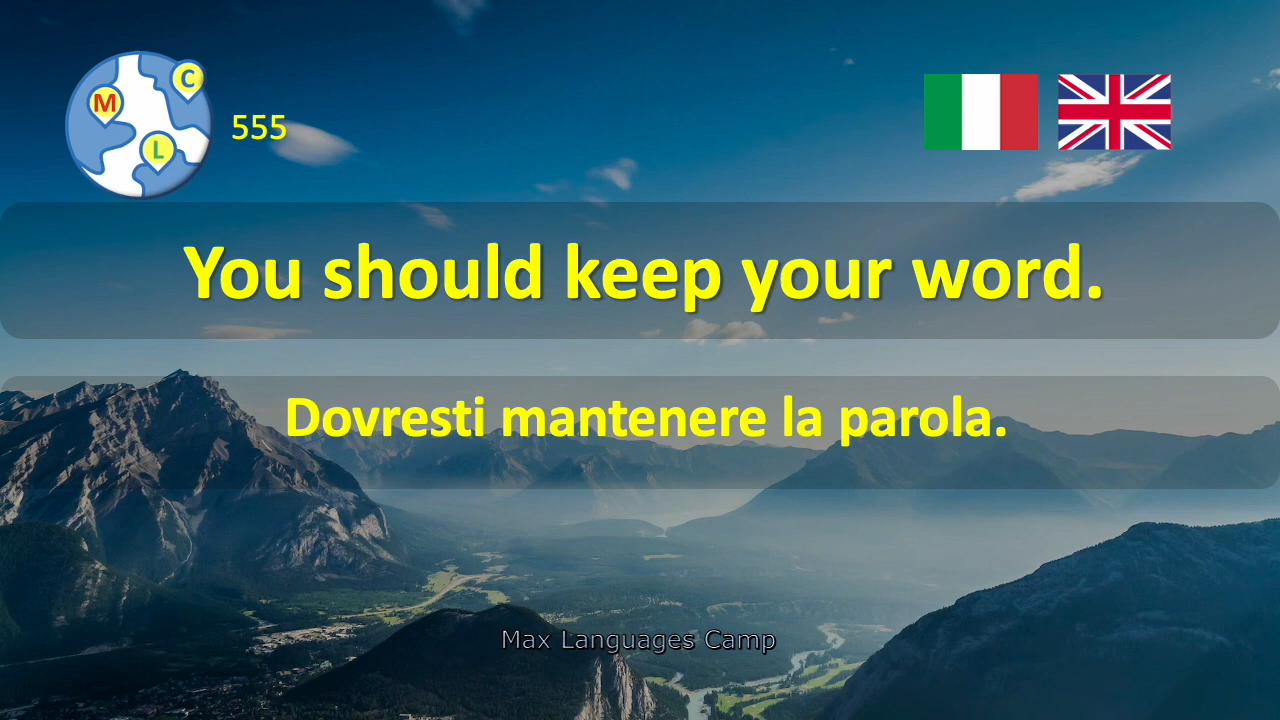 M
C
L
555
You should keep your word.
Dovresti mantenere la parola.
Max Languages Camp